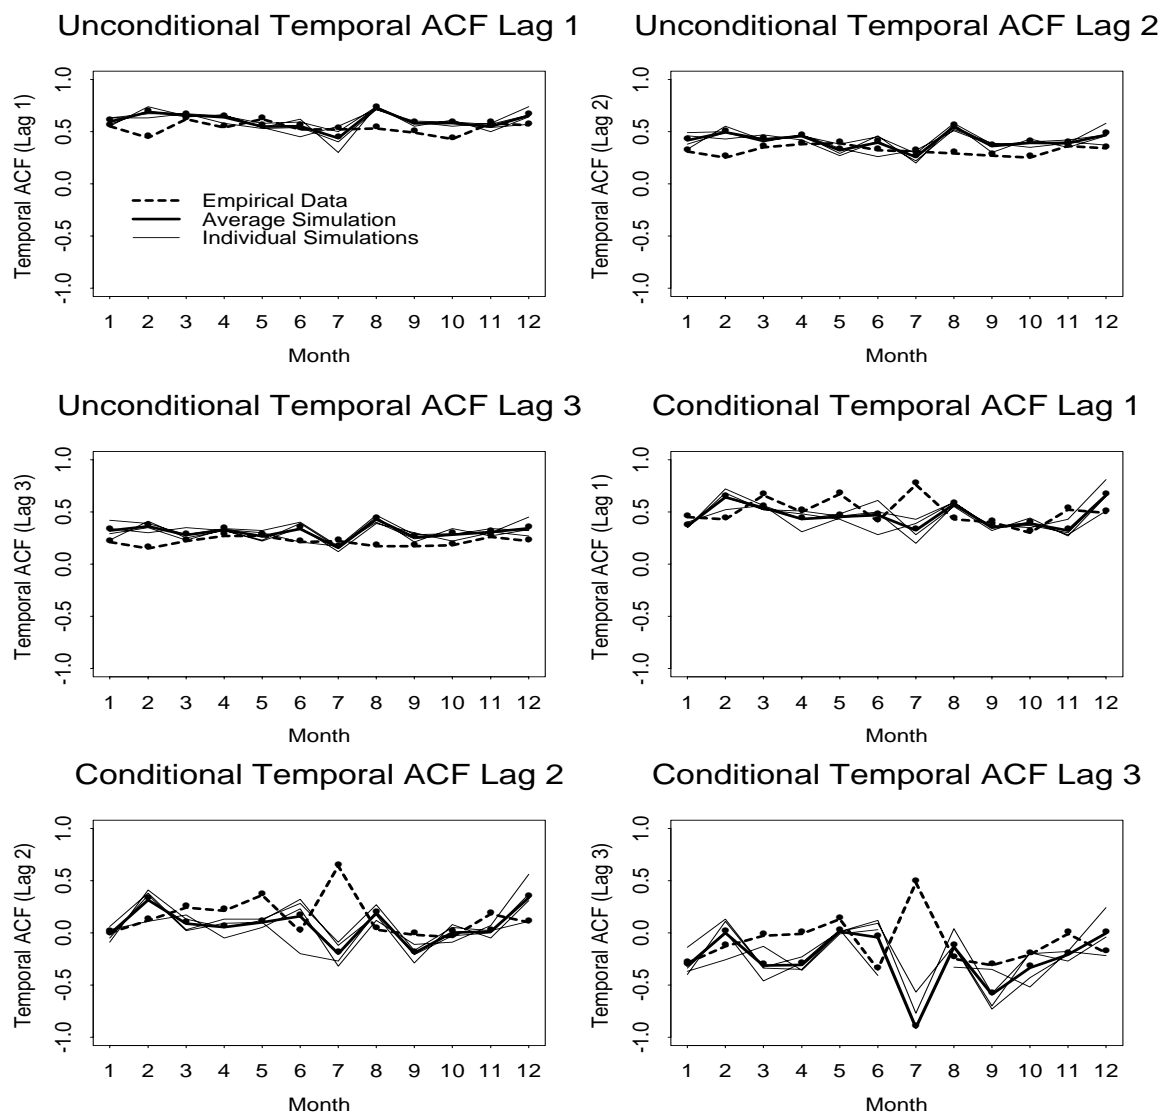 Unconditional Temporal ACF Lag 1
Temporal ACF (Lag 1)
1.0
0.5
0.0
-0.5
-1.0
Empirical Data
Average Simulation
Individual Simulations
1 2 3 4 5 6 7 8 9 10 11 12
Month
Unconditional Temporal ACF Lag 2
Temporal ACF (Lag 2)
1.0
0.5
0.0
-0.5
-1.0
1 2 3 4 5 6 7 8 9 10 11 12
Month
Unconditional Temporal ACF Lag 3
Temporal ACF (Lag 3)
1.0
0.5
0.0
-0.5
-1.0
1 2 3 4 5 6 7 8 9 10 11 12
Month
Conditional Temporal ACF Lag 1
Temporal ACF (Lag 1)
1.0
0.5
0.0
-0.5
-1.0
1 2 3 4 5 6 7 8 9 10 11 12
Month
Conditional Temporal ACF Lag 2
Temporal ACF (Lag 2)
1.0
0.5
0.0
-0.5
-1.0
1 2 3 4 5 6 7 8 9 10 11 12
Month
Conditional Temporal ACF Lag 3
Temporal ACF (Lag 3)
1.0
0.5
0.0
-0.5
-1.0
1 2 3 4 5 6 7 8 9 10 11 12
Month